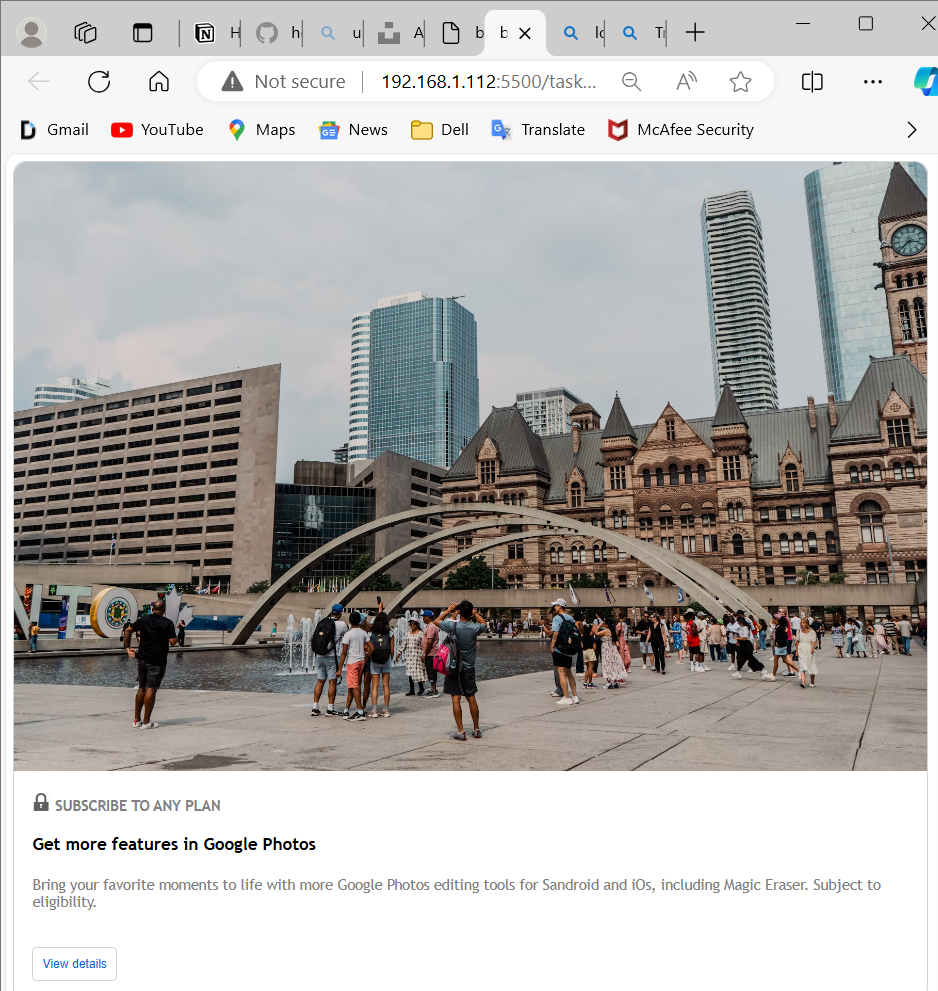 H
h
u
A
b
b
lo
Not secure
192.168.1.112:5500/task...
Gmail
YouTube
Maps
News
Dell
Translate
McAfee Security
NTO
SUBSCRIBE TO ANY PLAN
Get more features in Google Photos
Bring your favorite moments to life with more Google Photos editing tools for Sandroid and iOs, including Magic Eraser. Subject to
eligibility.
View details